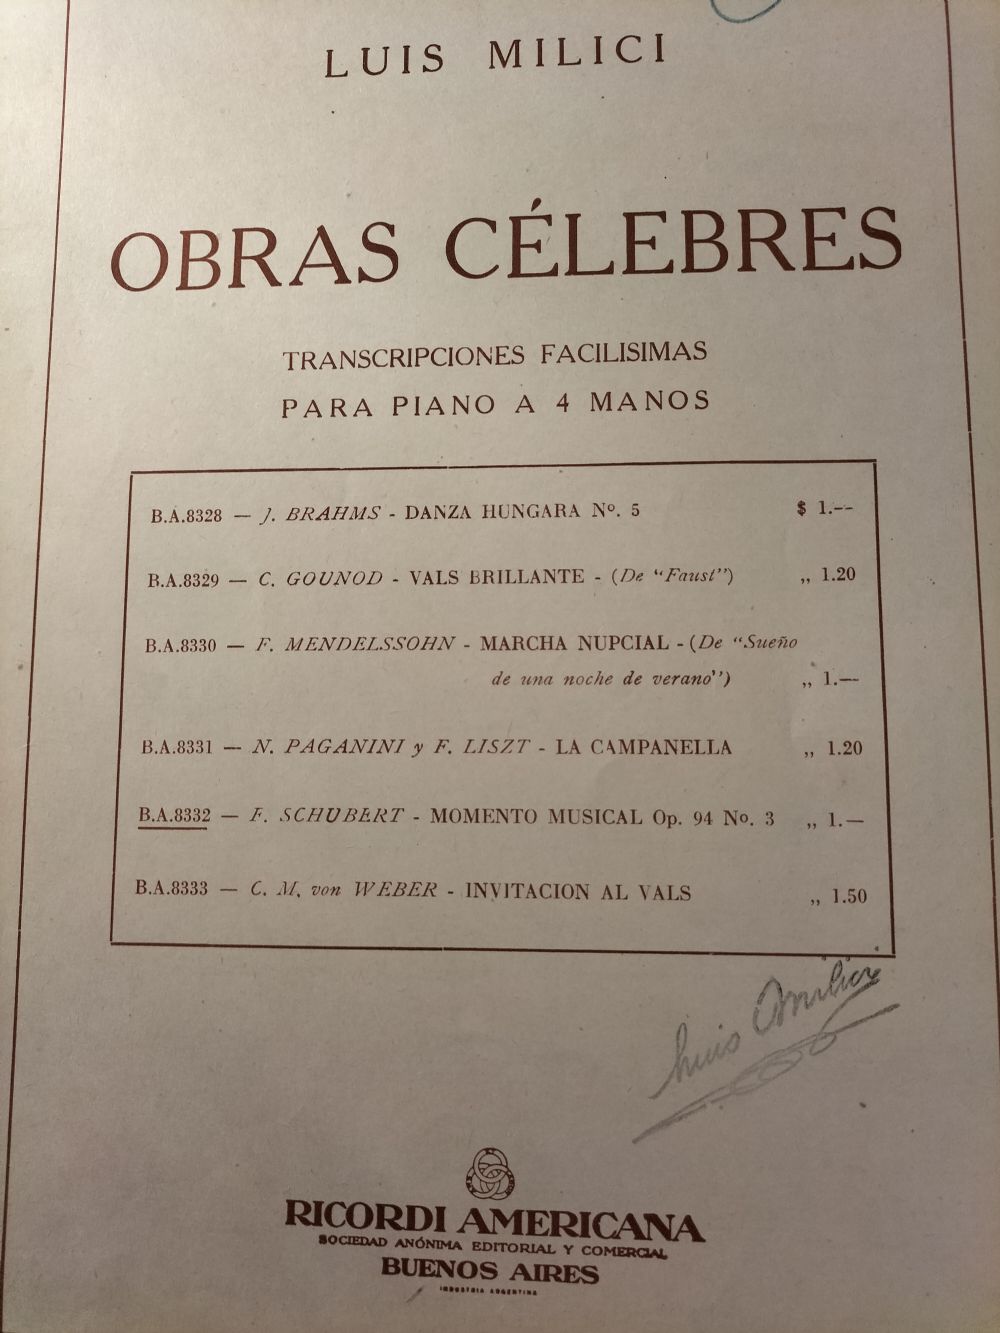 LUIS MILICI
OBRAS CÉLEBRES
TRANSCRIPCIONES FACILISIMAS
PARA PIANO A 4 MANOS
B.A.8328 — J. BRAHMS - DANZA HUNGARA Nº. 5 $ 1.--
B.A.8329 — C. GOUNOD - VALS BRILLANTE - (De "Faust") „ 1.20
B.A.8330 — F. MENDELSSOHN - MARCHA NUPCIAL - (De "Sueño
de una noche de verano") „ 1.—
B.A.8331 — N. PAGANINI y F. LISZT - LA CAMPANELLA „ 1.20
B.A.8332 — F. SCHUBERT - MOMENTO MUSICAL Op. 94 No. 3 „ 1.—
B.A.8333 — C. M. von WEBER - INVITACION AL VALS „ 1.50
Luis Milici
RICORDI AMERICANA
SOCIEDAD ANÓNIMA EDITORIAL Y COMERCIAL
BUENOS AIRES
INDUSTRIA ARGENTINA